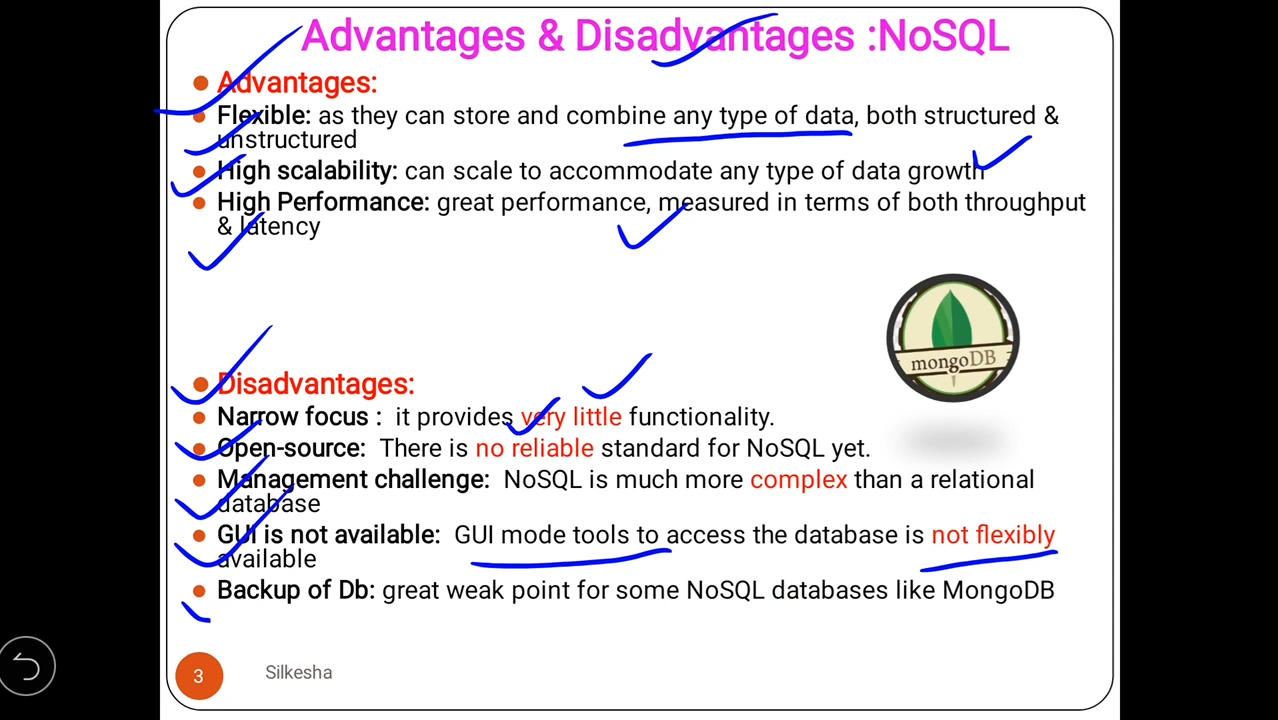 Advantages & Disadvantages :NoSQL
Advantages:
Flexible: as they can store and combine any type of data, both structured &
unstructured
High scalability: can scale to accommodate any type of data growth
High Performance: great performance, measured in terms of both throughput
& latency
mongoDB
Disadvantages:
Narrow focus : it provides very little functionality.
Open-source: There is no reliable standard for NoSQL yet.
Management challenge: NoSQL is much more complex than a relational
database
GUI is not available: GUI mode tools to access the database is not flexibly
available
Backup of Db: great weak point for some NoSQL databases like MongoDB
3 Silkesha